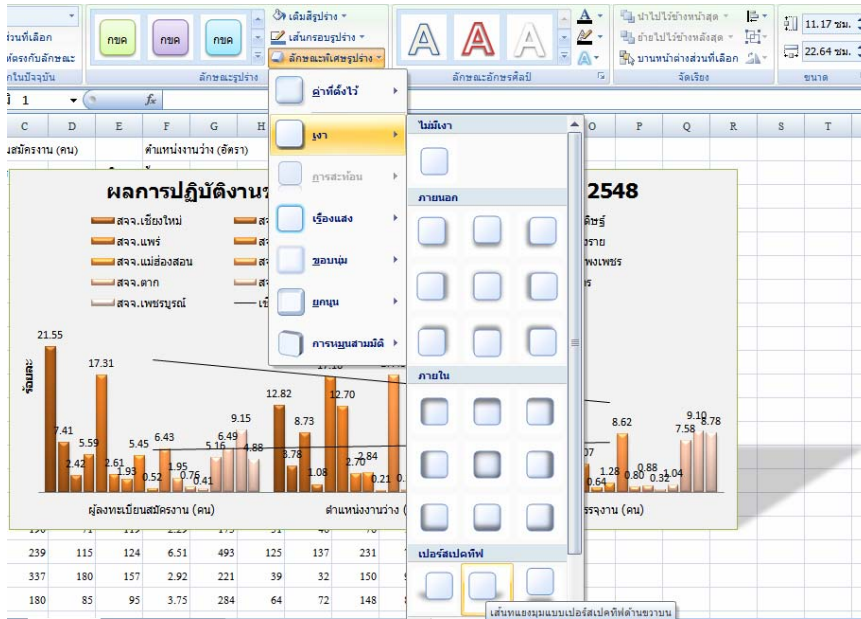 เติมสีรูปร่าง
ส่วนที่เลือก
กขค กขค กขค
เส้นกรอบรูปร่าง
ลักษณะพิเศษรูปร่าง
ลักษณะรูปร่าง
A A A
ลักษณะอักษรศิลป์
นำไปไว้ข้างหน้าสุด
ย้ายไปไว้ข้างหลังสุด
บานหน้าต่างส่วนที่เลือก
จัดเรียง
11.17 ซม.
22.64 ซม.
ขนาด
1
fx
C D E F G H O P Q R S T
นสมัครงาน (คน)
ตำแหน่งงานว่าง (อัตรา)
ค่าที่ตั้งไว้
เงา
การสะท้อน
เรืองแสง
ขอบนุ่ม
ยกนูน
การหมุนสามมิติ
ไม่มีเงา
ภายนอก
ภายใน
เปอร์สเปคทีฟ
เส้นทแยงมุมแบบเปอร์สเปคทีฟด้านขวาบน
ผลการปฏิบัติงาน
2548
สจจ.เชียงใหม่
สจจ.แพร่
สจจ.แม่ฮ่องสอน
สจจ.ตาก
สจจ.เพชรบูรณ์
ร้อยละ
21.55 7.41 2.42 5.59 17.31 2.61 1.93 5.45 0.52 6.43 1.95 0.76 0.41 5.16 6.49 9.15 4.88
12.82 3.78 8.73 1.08 12.70 2.70 2.84 0.21
8.62 0.64 1.28 0.80 0.88 0.32 1.04 7.58 9.10 8.78
ผู้ลงทะเบียนสมัครงาน (คน)
ตำแหน่งงานว่าง (
รรจุงาน (คน)
239 115 124 6.51 493 125 137 231
337 180 157 2.92 221 39 32 150
180 85 95 3.75 284 64 72 148